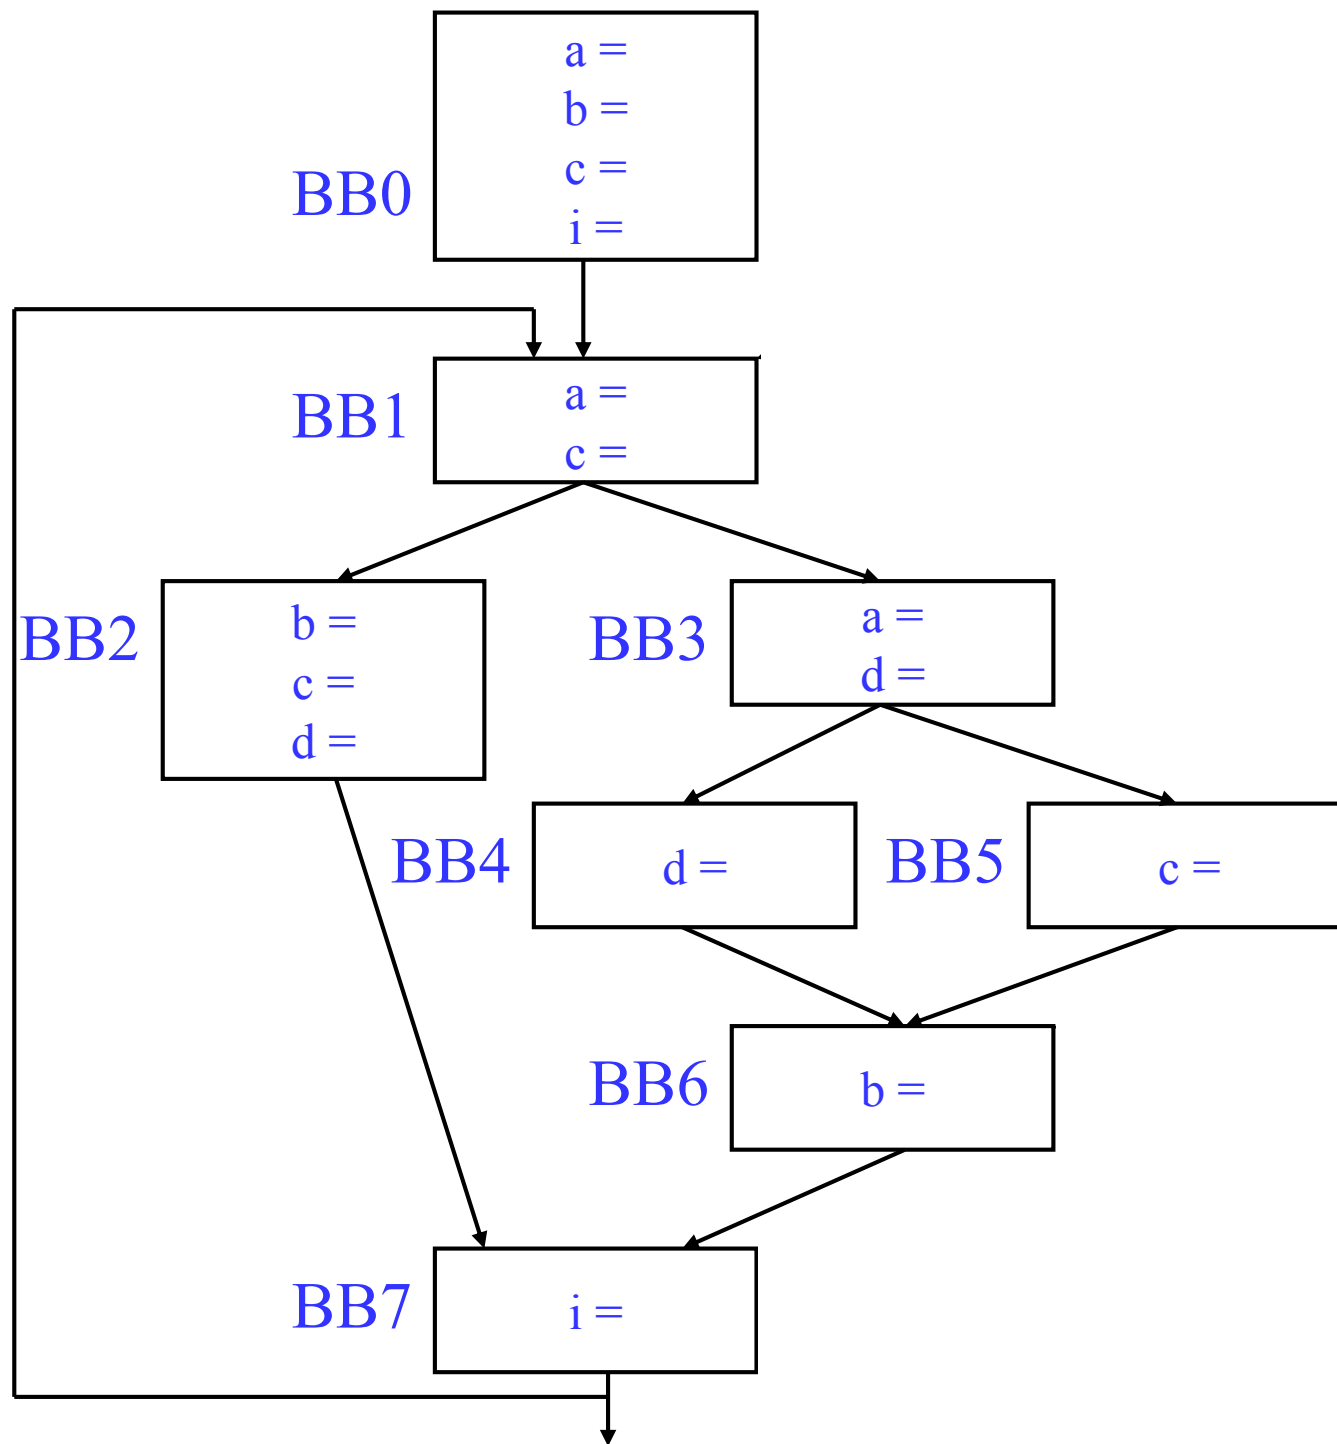 a =
b =
c =
i =
BB0
BB1
a =
c =
BB2
b =
c =
d =
BB3
a =
d =
BB4
d =
BB5
c =
BB6
b =
BB7
i =